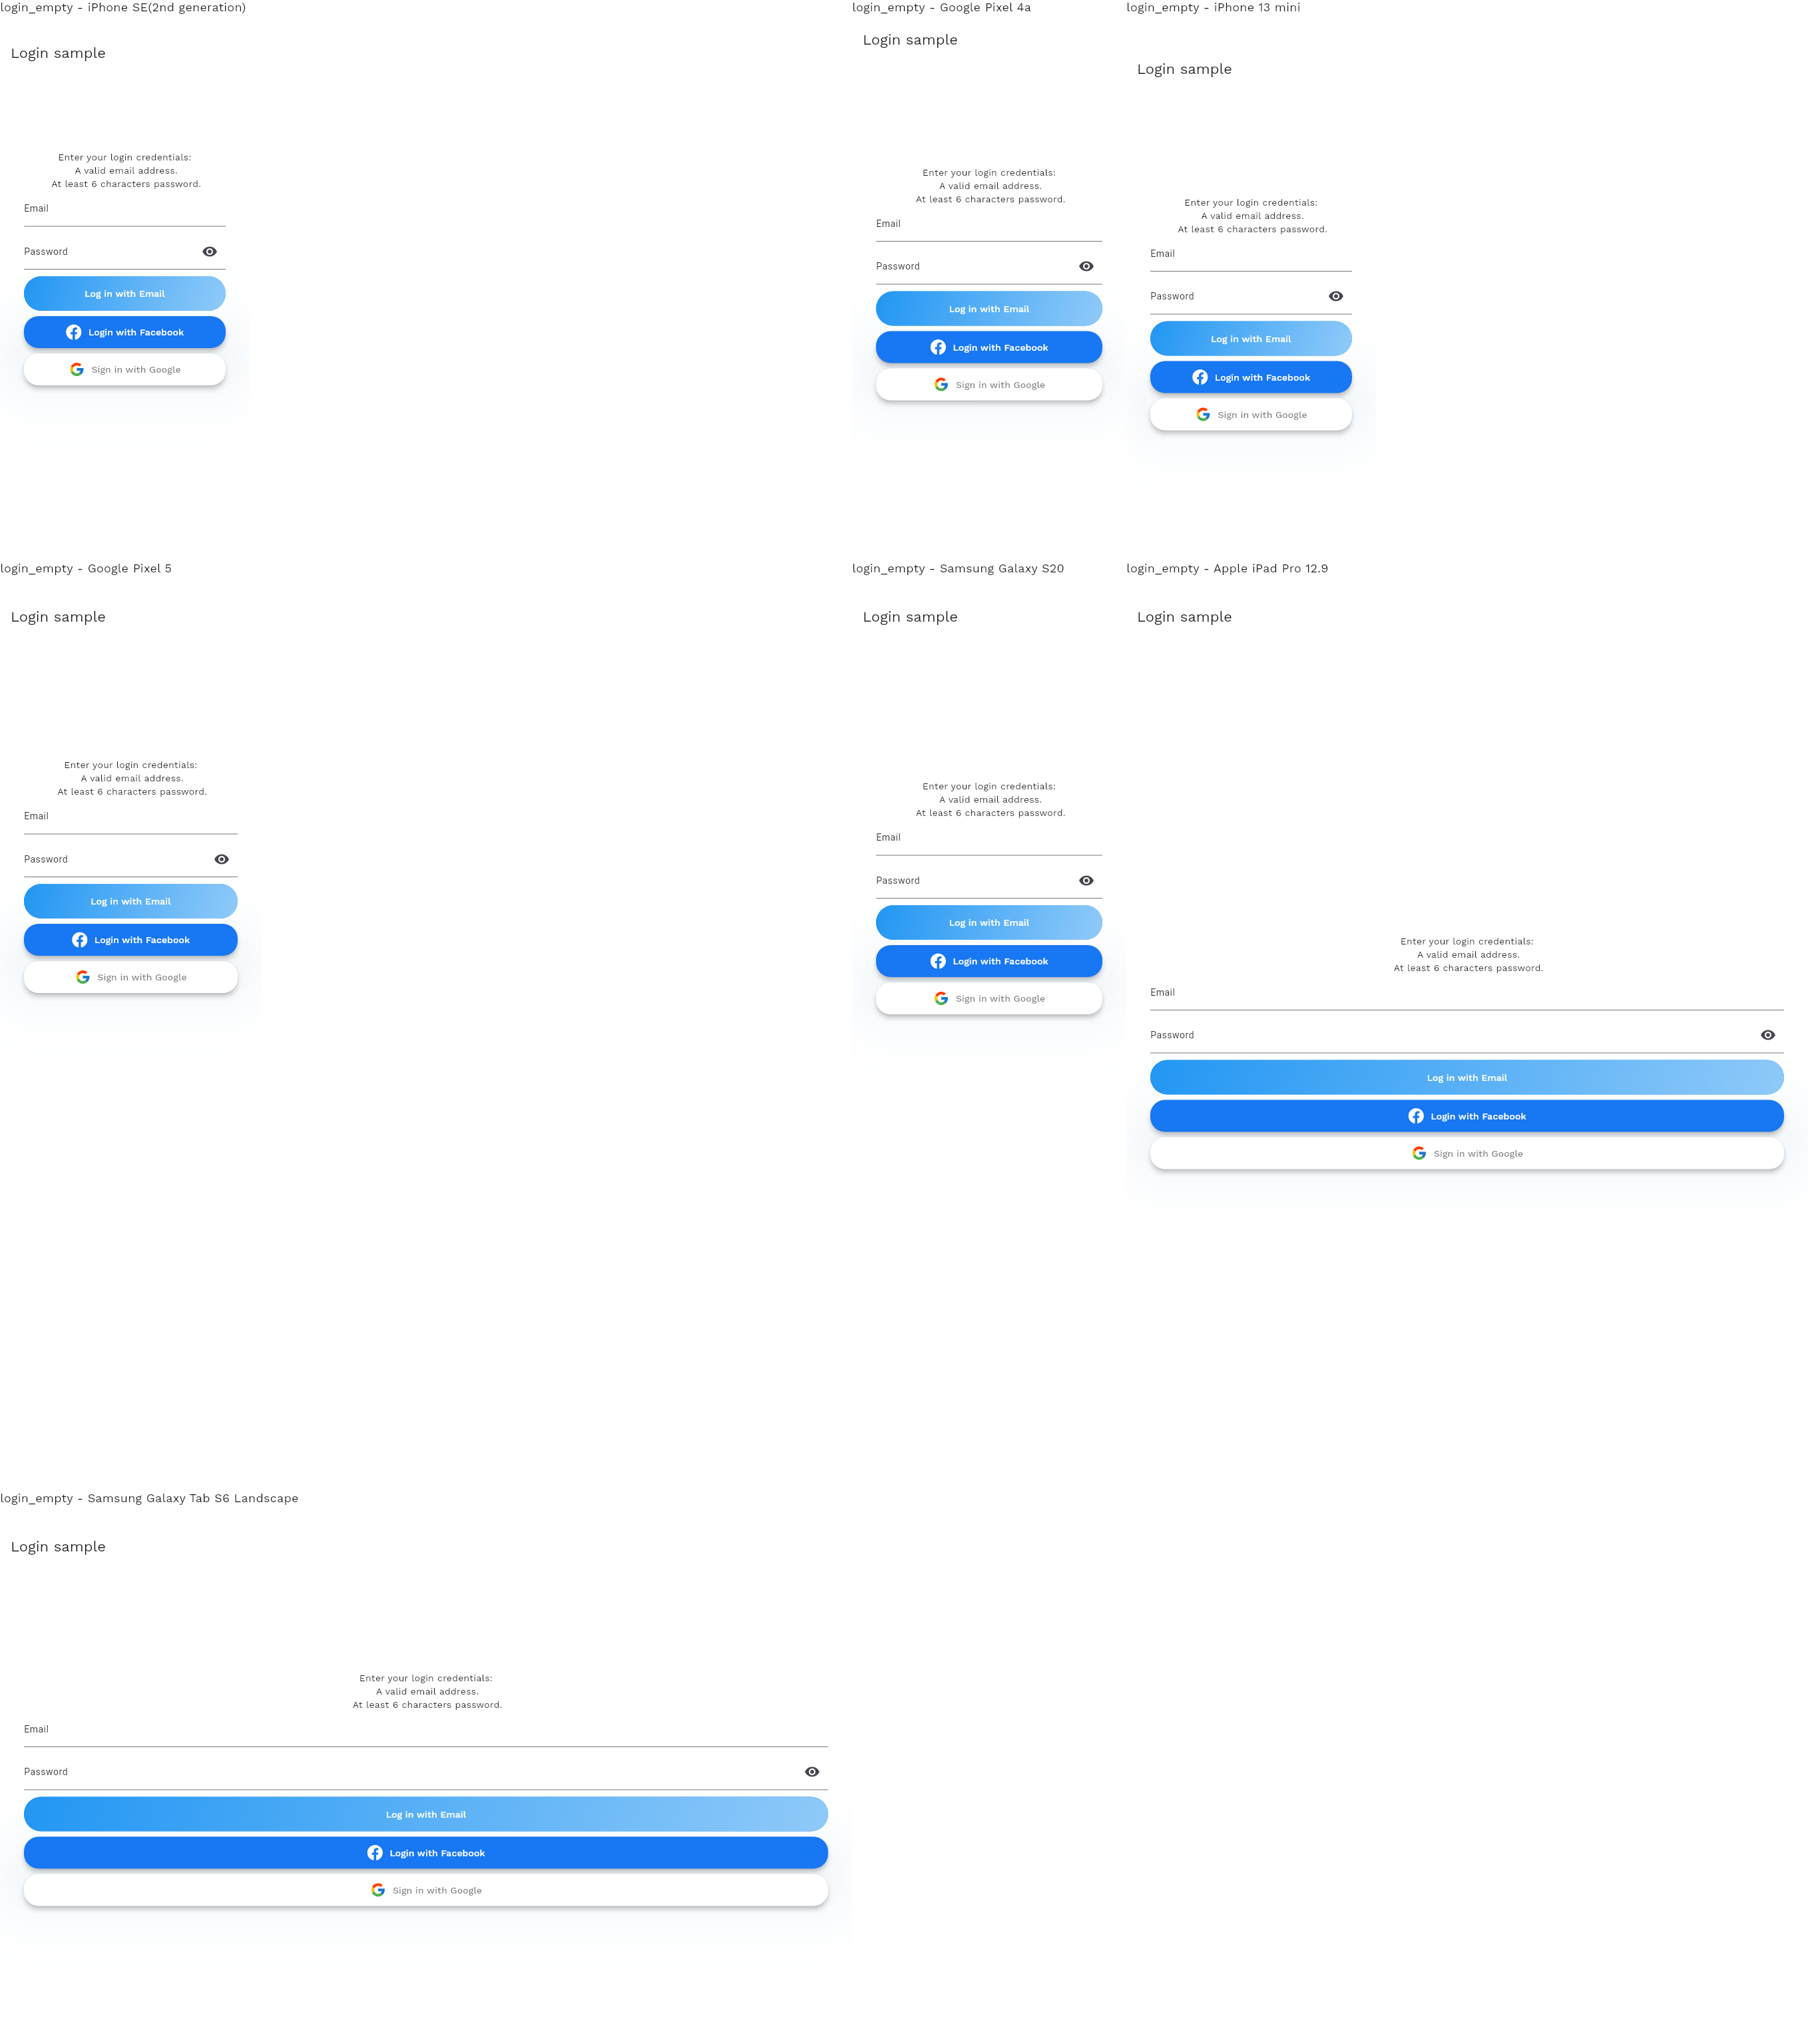 login_empty - iPhone SE(2nd generation)
Login sample
Enter your login credentials:
A valid email address.
At least 6 characters password.
Email
Password
Log in with Email
Login with Facebook
Sign in with Google
login_empty - Google Pixel 4a
Login sample
Enter your login credentials:
A valid email address.
At least 6 characters password.
Email
Password
Log in with Email
Login with Facebook
Sign in with Google
login_empty - iPhone 13 mini
Login sample
Enter your login credentials:
A valid email address.
At least 6 characters password.
Email
Password
Log in with Email
Login with Facebook
Sign in with Google
login_empty - Google Pixel 5
Login sample
Enter your login credentials:
A valid email address.
At least 6 characters password.
Email
Password
Log in with Email
Login with Facebook
Sign in with Google
login_empty - Samsung Galaxy S20
Login sample
Enter your login credentials:
A valid email address.
At least 6 characters password.
Email
Password
Log in with Email
Login with Facebook
Sign in with Google
login_empty - Apple iPad Pro 12.9
Login sample
Enter your login credentials:
A valid email address.
At least 6 characters password.
Email
Password
Log in with Email
Login with Facebook
Sign in with Google
login_empty - Samsung Galaxy Tab S6 Landscape
Login sample
Enter your login credentials:
A valid email address.
At least 6 characters password.
Email
Password
Log in with Email
Login with Facebook
Sign in with Google